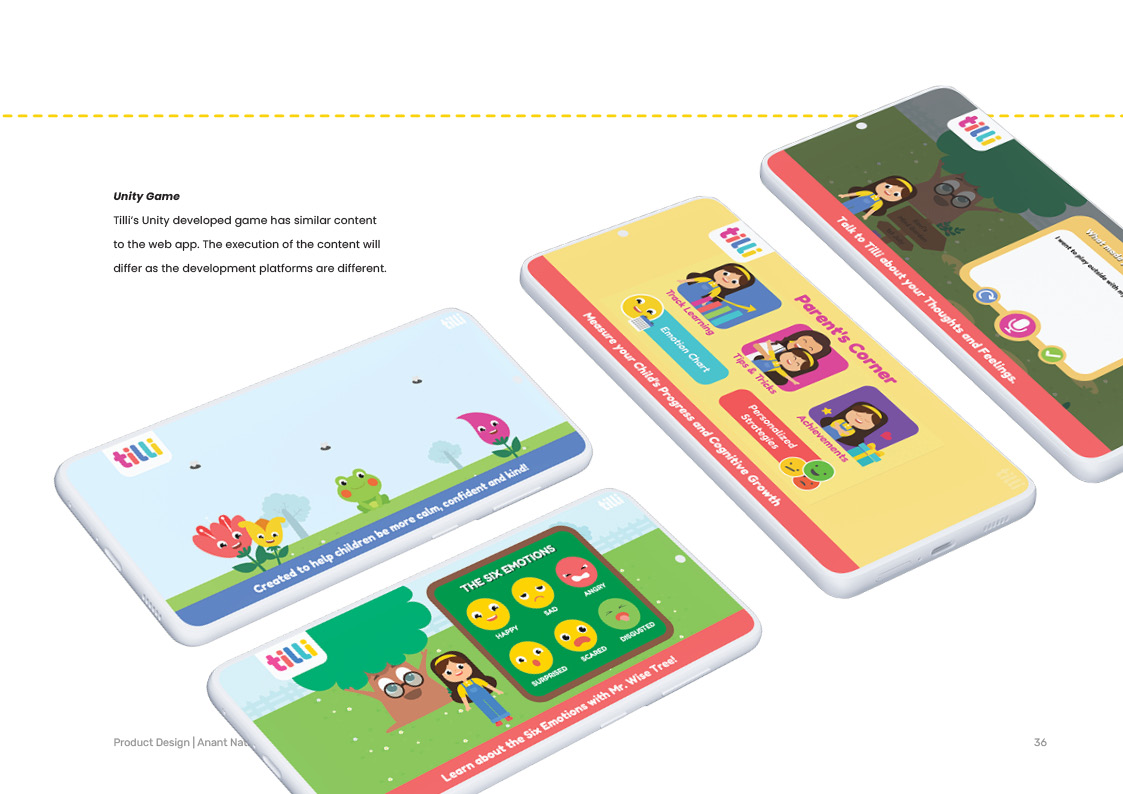 Unity Game
Tilli's Unity developed game has similar content
to the web app. The execution of the content will
differ as the development platforms are different.
tilli
Talk to Tilli about your Thoughts and Feelings.
What made
I want to play outside with
tilli
Parent's Corner
Track Learning
Emotion Chart
Tips & Tricks
Personalized
Strategies
Achievements
Measure your Child's Progress and Cognitive Growth
tilli
tilli
tilli
Created to help children be more calm, confident and kind!
tilli
tilli
THE SIX EMOTIONS
HAPPY
SAD
ANGRY
SURPRISED
SCARED
DISGUSTED
Learn about the Six Emotions with Mr. Wise Tree!
Product Design | Anant
36